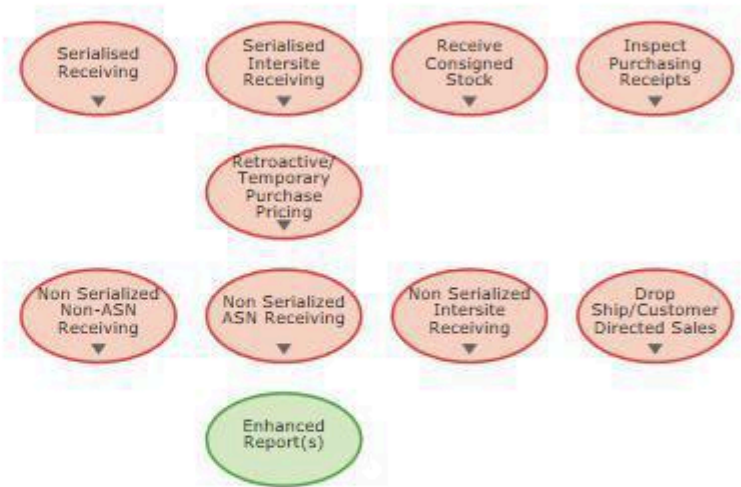 Serialised
Receiving
Serialised
Intersite
Receiving
Receive
Consigned
Stock
Inspect
Purchasing
Receipts
Retroactive/
Temporary
Purchase
Pricing
Non Serialized
Non-ASN
Receiving
Non Serialized
ASN Receiving
Non Serialized
Intersite
Receiving
Drop
Ship/Customer
Directed Sales
Enhanced
Report(s)